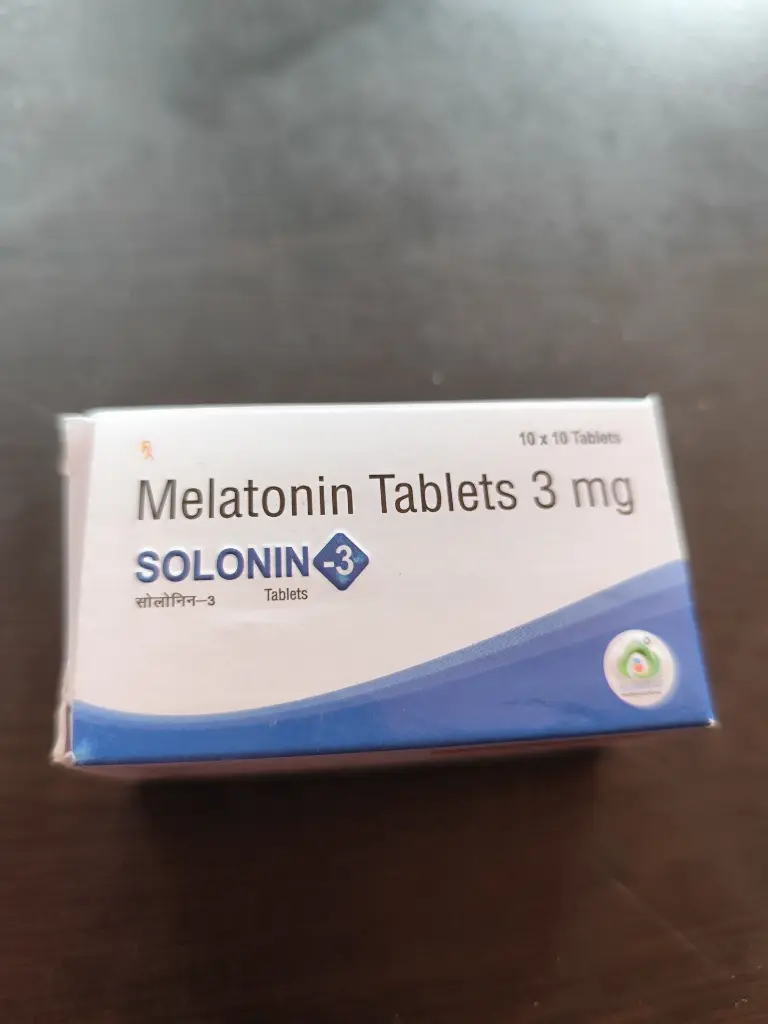 ℞
10 x 10 Tablets
Melatonin Tablets 3 mg
SOLONIN -3
सोलोनिन–3 Tablets